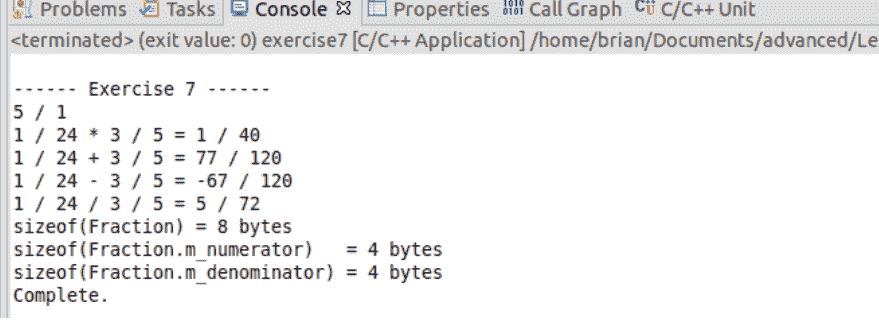 Problems Tasks Console Properties Call Graph C/C++ Unit
<terminated> (exit value: 0) exercise7 [C/C++ Application] /home/brian/Documents/advanced/Le
------ Exercise 7 ------
5 / 1
1 / 24 * 3 / 5 = 1 / 40
1 / 24 + 3 / 5 = 77 / 120
1 / 24 - 3 / 5 = -67 / 120
1 / 24 / 3 / 5 = 5 / 72
sizeof(Fraction) = 8 bytes
sizeof(Fraction.m_numerator)   = 4 bytes
sizeof(Fraction.m_denominator) = 4 bytes
Complete.